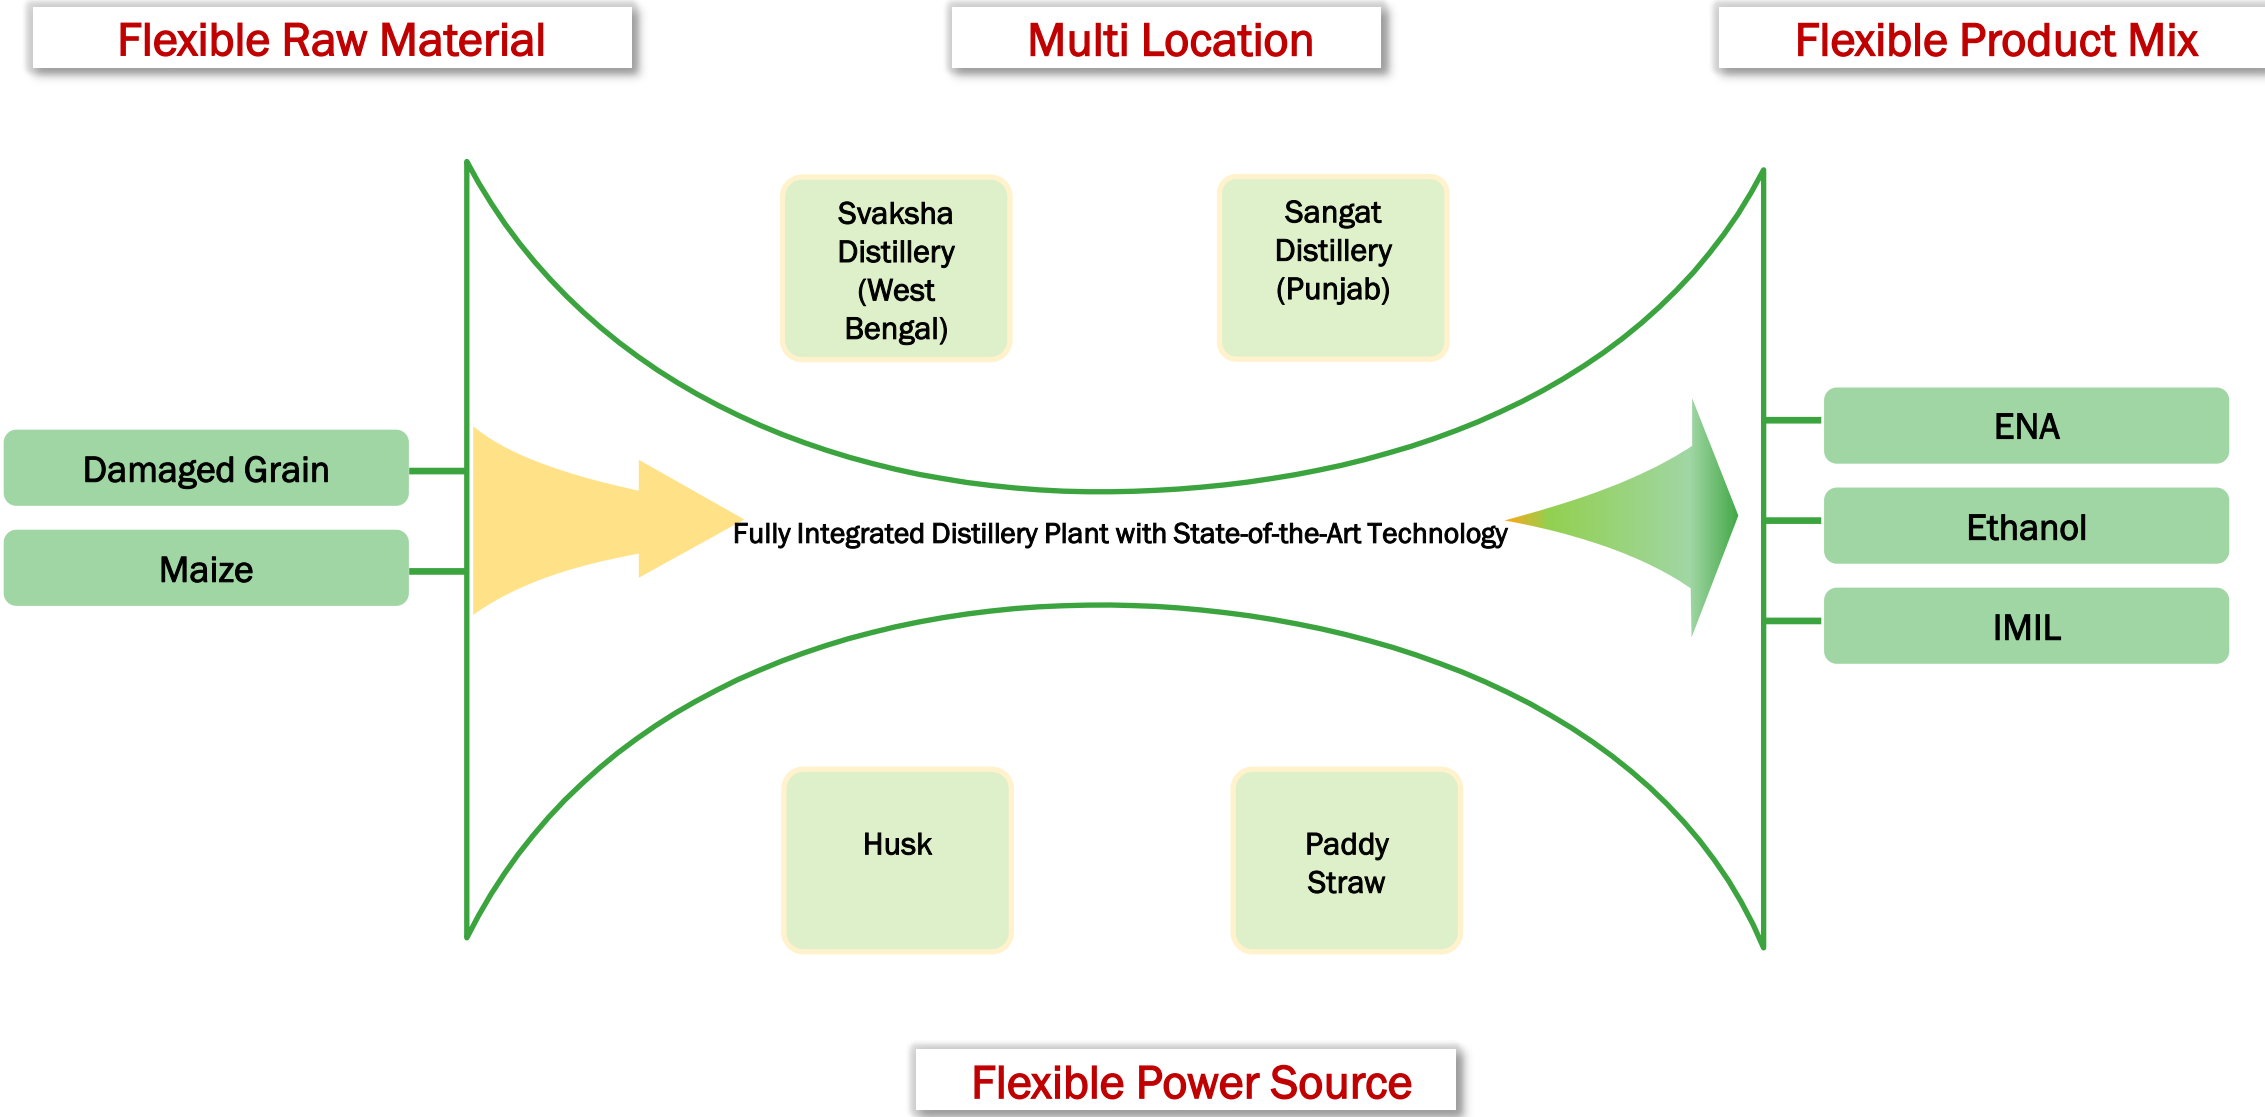 Flexible Raw Material
Multi Location
Flexible Product Mix
Svaksha
Distillery
(West
Bengal)
Sangat
Distillery
(Punjab)
Damaged Grain
Maize
Fully Integrated Distillery Plant with State-of-the-Art Technology
ENA
Ethanol
IMIL
Husk
Paddy
Straw
Flexible Power Source